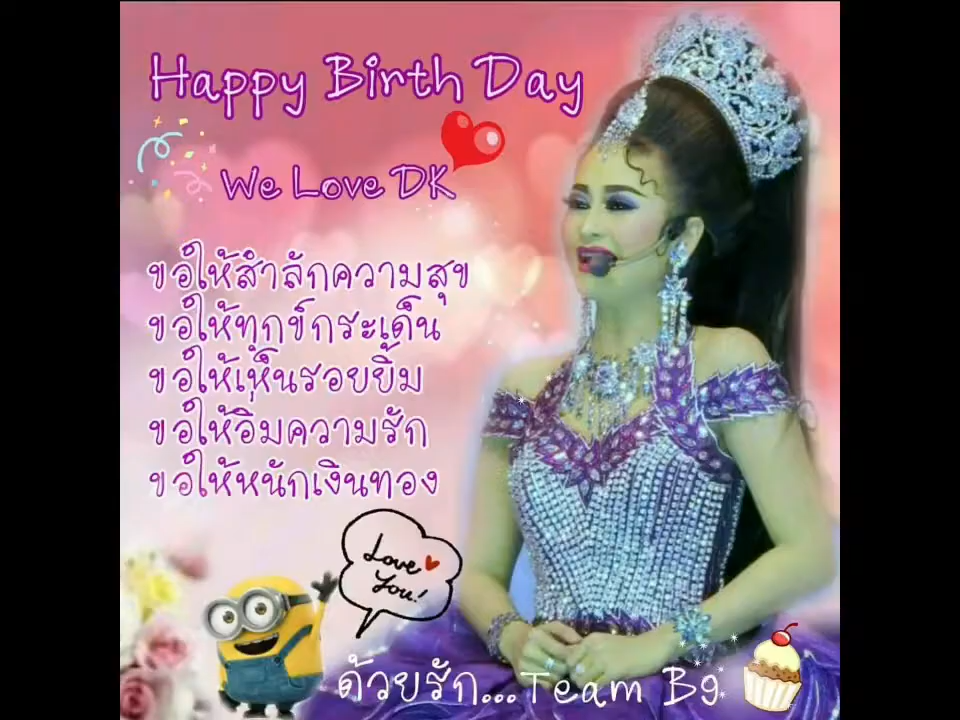 Happy Birth Day
We Love DK
ขอให้สำลักความสุข
ขอให้ทุกข์กระเด็น
ขอให้เห็นรอยยิ้ม
ขอให้อิ่มความรัก
ขอให้หนักเงินทอง
Love
You!
ด้วยรัก...Team Bg